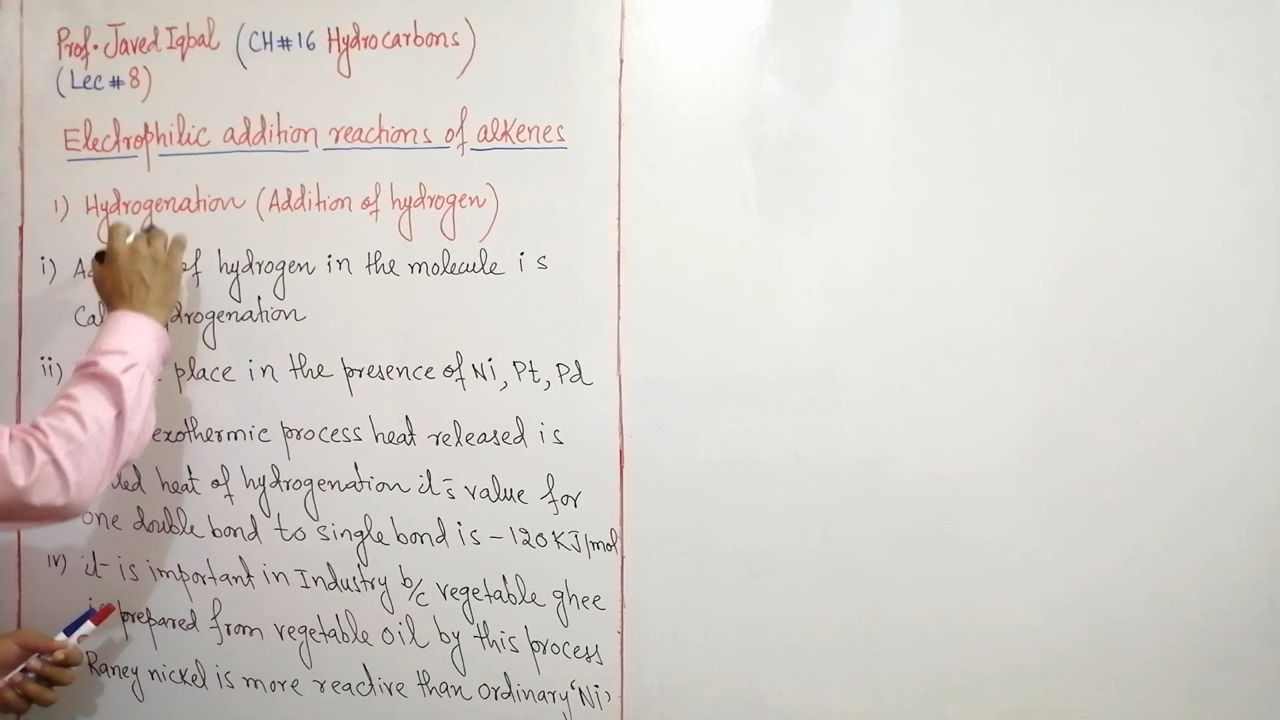 Prof. Javed Iqbal (CH#16 Hydrocarbons)
(Lec#8)
Electrophilic addition reactions of alkenes
1) Hydrogenation (Addition of hydrogen)
i) of hydrogen in the molecule is
hydrogenation
ii) place in the presence of Ni, Pt, Pd
exothermic process heat released is
heat of hydrogenation it's value for
one double bond to single bond is -120KJ/mol
iv) it is important in Industry b/c vegetable ghee
is prepared from vegetable oil by this process
Raney nickel is more reactive than ordinary 'Ni'